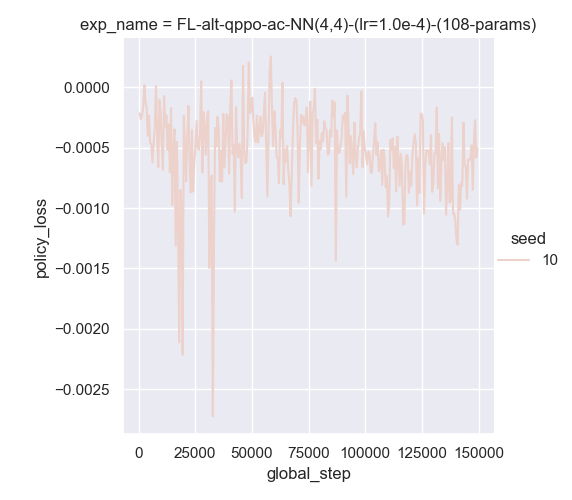 exp_name = FL-alt-qppo-ac-NN(4,4)-(lr=1.0e-4)-(108-params)
0.0000
−0.0005
−0.0010
−0.0015
−0.0020
−0.0025
policy_loss
seed
10
0 25000 50000 75000 100000 125000 150000
global_step